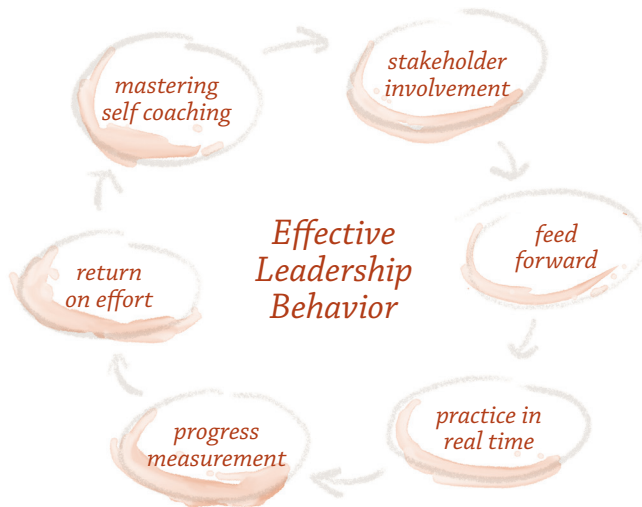 mastering
self coaching
stakeholder
involvement
Effective
Leadership
Behavior
feed
forward
return
on effort
practice in
real time
progress
measurement